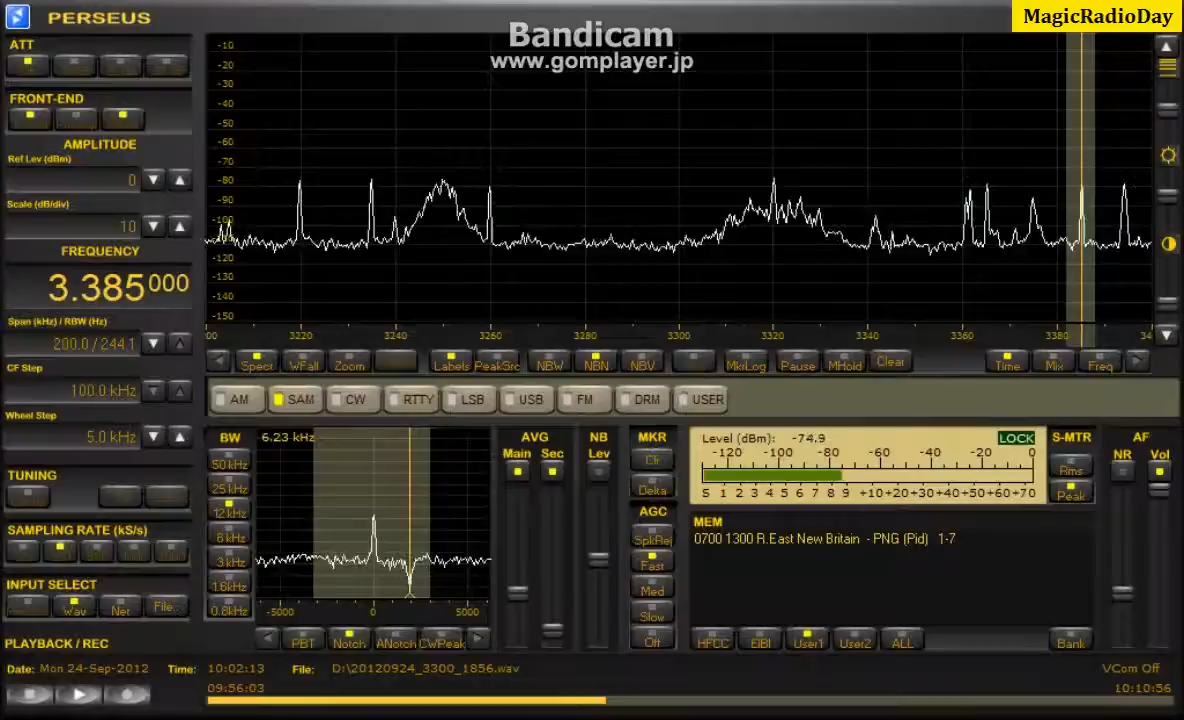 PERSEUS
Bandicam
www.gomplayer.jp
MagicRadioDay
ATT
FRONT-END
AMPLITUDE
Ref Lev (dBm)
0
Scale (dB/div)
10
FREQUENCY
3.385000
Span (kHz) / RBW (Hz)
200.0 / 244.1
CF Step
100.0 kHz
Wheel Step
5.0 kHz
TUNING
SAMPLING RATE (kS/s)
INPUT SELECT
Wav Net File..
PLAYBACK / REC
-10
-20
-30
-40
-50
-60
-70
-80
-90
-100
-120
-130
-140
-150
00 3220 3240 3260 3280 3300 3320 3340 3360 3380 34
Spect WFall Zoom Labels PeakSrc NBW NBN NBV MkrLog Pause MHold Clear Time Mix Freq
AM SAM CW RTTY LSB USB FM DRM USER
BW
50 kHz
25 kHz
12 kHz
6 kHz
3 kHz
1.6kHz
0.8kHz
6.23 kHz
-5000 0 5000
PBT Notch ANotch CWPeak
AVG
Main Sec
NB
Lev
MKR
Clr
Delta
AGC
SpkRej
Fast
Med
Slow
Off
Level (dBm): -74.9 LOCK
-120 -100 -80 -60 -40 -20 0
S 1 2 3 4 5 6 7 8 9 +10+20+30+40+50+60+70
S-MTR
Rms
Peak
AF
NR Vol
MEM
0700 1300 R.East New Britain - PNG (Pid) 1-7
HFCC EIBI User1 User2 ALL Bank
Date: Mon 24-Sep-2012 Time: 10:02:13 File: D:\20120924_3300_1856.wav VCom Off
09:56:03 10:10:56